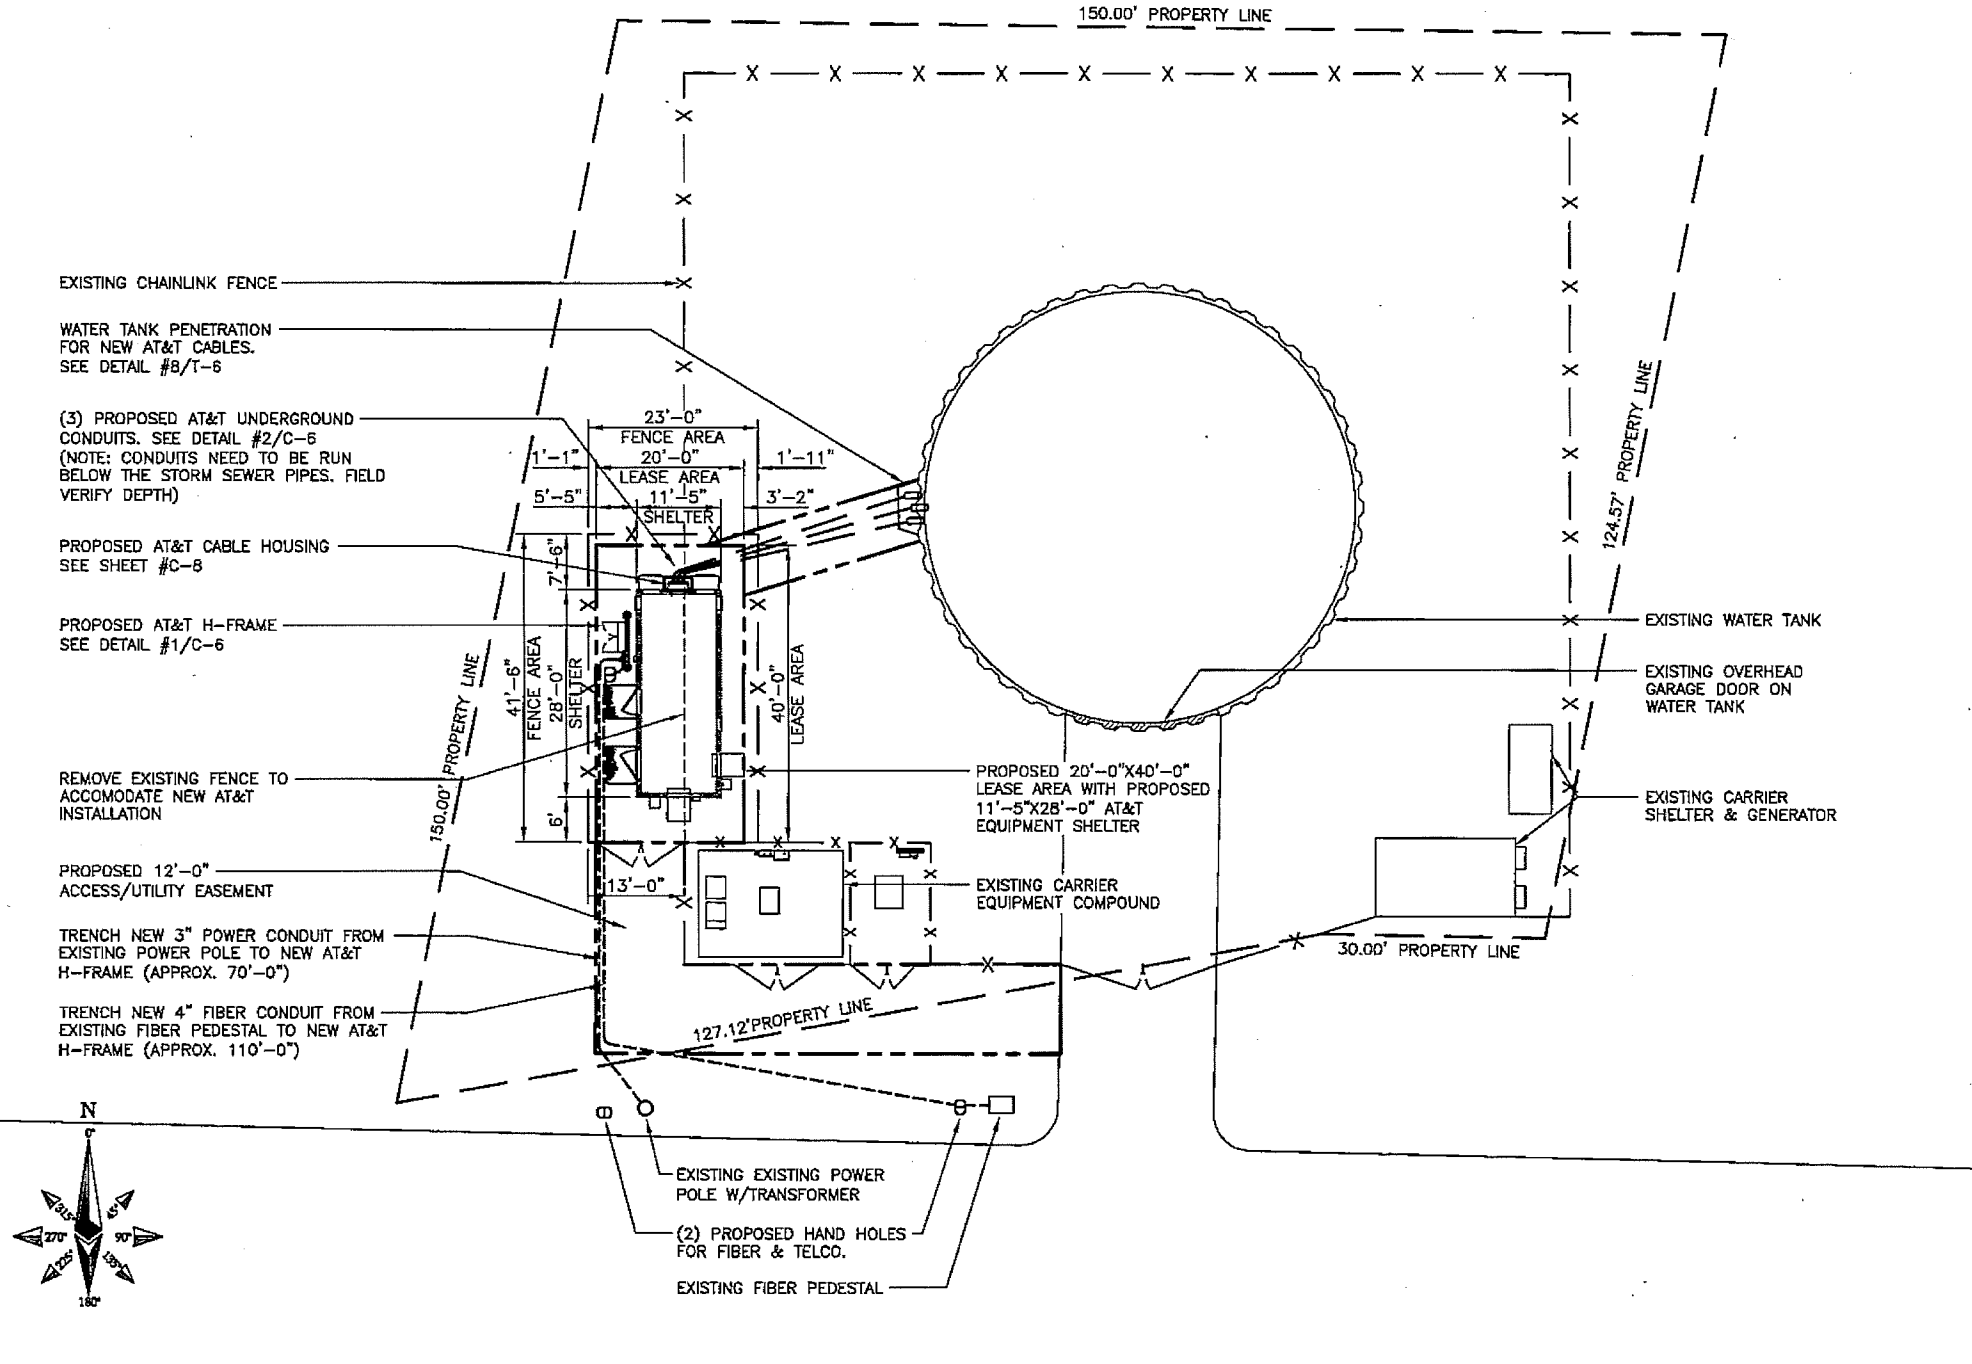 150.00' PROPERTY LINE
EXISTING CHAINLINK FENCE
WATER TANK PENETRATION
FOR NEW AT&T CABLES.
SEE DETAIL #8/T-6
(3) PROPOSED AT&T UNDERGROUND
CONDUITS. SEE DETAIL #2/C-6
(NOTE: CONDUITS NEED TO BE RUN
BELOW THE STORM SEWER PIPES. FIELD
VERIFY DEPTH)
PROPOSED AT&T CABLE HOUSING
SEE SHEET #C-8
PROPOSED AT&T H-FRAME
SEE DETAIL #1/C-6
REMOVE EXISTING FENCE TO
ACCOMODATE NEW AT&T
INSTALLATION
PROPOSED 12'-0"
ACCESS/UTILITY EASEMENT
TRENCH NEW 3" POWER CONDUIT FROM
EXISTING POWER POLE TO NEW AT&T
H-FRAME (APPROX. 70'-0")
TRENCH NEW 4" FIBER CONDUIT FROM
EXISTING FIBER PEDESTAL TO NEW AT&T
H-FRAME (APPROX. 110'-0")
150.00' PROPERTY LINE
23'-0"
FENCE AREA
1'-1"
20'-0"
1'-11"
LEASE AREA
5'-5"
11'-5"
3'-2"
SHELTER
7'-6"
41'-6"
FENCE AREA
28'-0"
SHELTER
6'
40'-0"
LEASE AREA
13'-0"
PROPOSED 20'-0"X40'-0"
LEASE AREA WITH PROPOSED
11'-5"X28'-0" AT&T
EQUIPMENT SHELTER
EXISTING CARRIER
EQUIPMENT COMPOUND
127.12' PROPERTY LINE
124.57' PROPERTY LINE
EXISTING WATER TANK
EXISTING OVERHEAD
GARAGE DOOR ON
WATER TANK
EXISTING CARRIER
SHELTER & GENERATOR
30.00' PROPERTY LINE
EXISTING EXISTING POWER
POLE W/TRANSFORMER
(2) PROPOSED HAND HOLES
FOR FIBER & TELCO.
EXISTING FIBER PEDESTAL
N
0°
315°
45°
270°
90°
225°
135°
180°